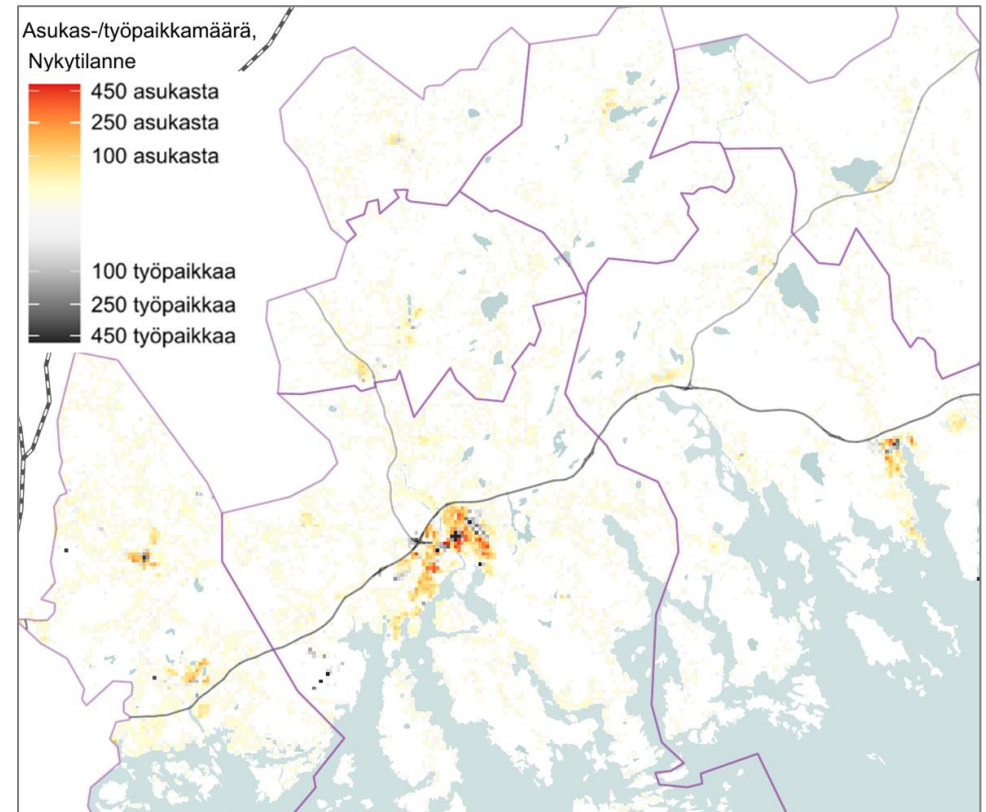 Asukas-/työpaikkamäärä,
Nykytilanne
450 asukasta
250 asukasta
100 asukasta
100 työpaikkaa
250 työpaikkaa
450 työpaikkaa